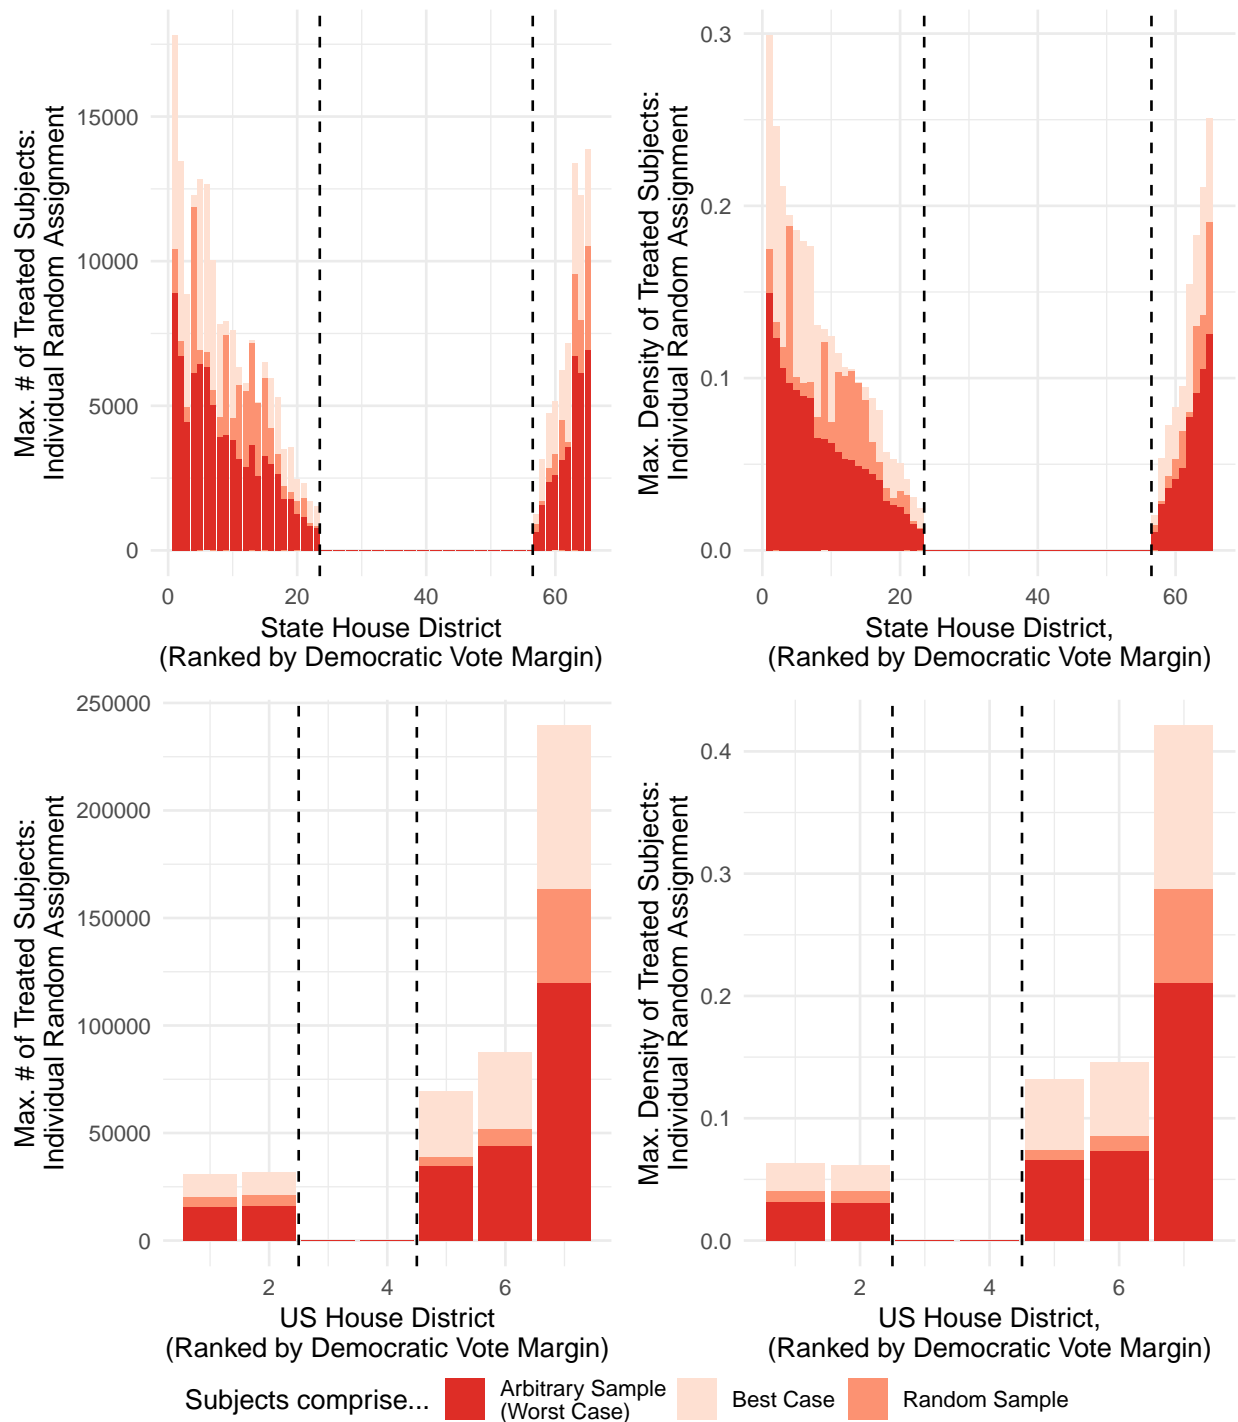 Max. # of Treated Subjects:
Individual Random Assignment
15000
10000
5000
0
0
20
40
60
State House District
(Ranked by Democratic Vote Margin)
Max. Density of Treated Subjects:
Individual Random Assignment
0.3
0.2
0.1
0.0
0
20
40
60
State House District,
(Ranked by Democratic Vote Margin)
Max. # of Treated Subjects:
Individual Random Assignment
250000
200000
150000
100000
50000
0
2
4
6
US House District
(Ranked by Democratic Vote Margin)
Max. Density of Treated Subjects:
Individual Random Assignment
0.4
0.3
0.2
0.1
0.0
2
4
6
US House District,
(Ranked by Democratic Vote Margin)
Subjects comprise...
Arbitrary Sample
(Worst Case)
Best Case
Random Sample